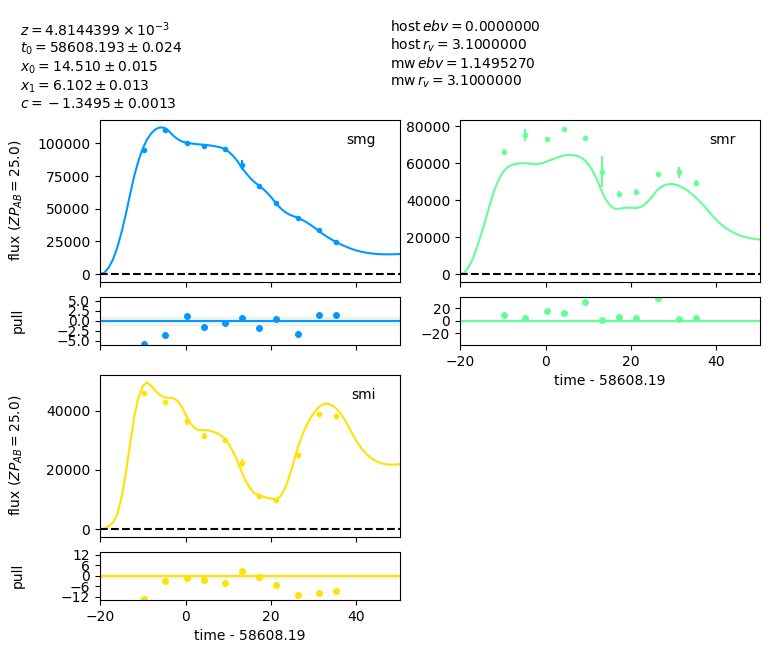 z = 4.8144399 × 10⁻³
t₀ = 58608.193 ± 0.024
x₀ = 14.510 ± 0.015
x₁ = 6.102 ± 0.013
c = −1.3495 ± 0.0013
host ebv = 0.0000000
host r_v = 3.1000000
mw ebv = 1.1495270
mw r_v = 3.1000000
smg
flux (ZP_AB = 25.0)
100000
75000
50000
25000
0
smr
80000
60000
40000
20000
0
pull
5.0
2.5
0.0
−2.5
−5.0
20
0
−20
−20
0
20
40
time - 58608.19
smi
flux (ZP_AB = 25.0)
40000
20000
0
pull
12
6
0
−6
−12
−20
0
20
40
time - 58608.19